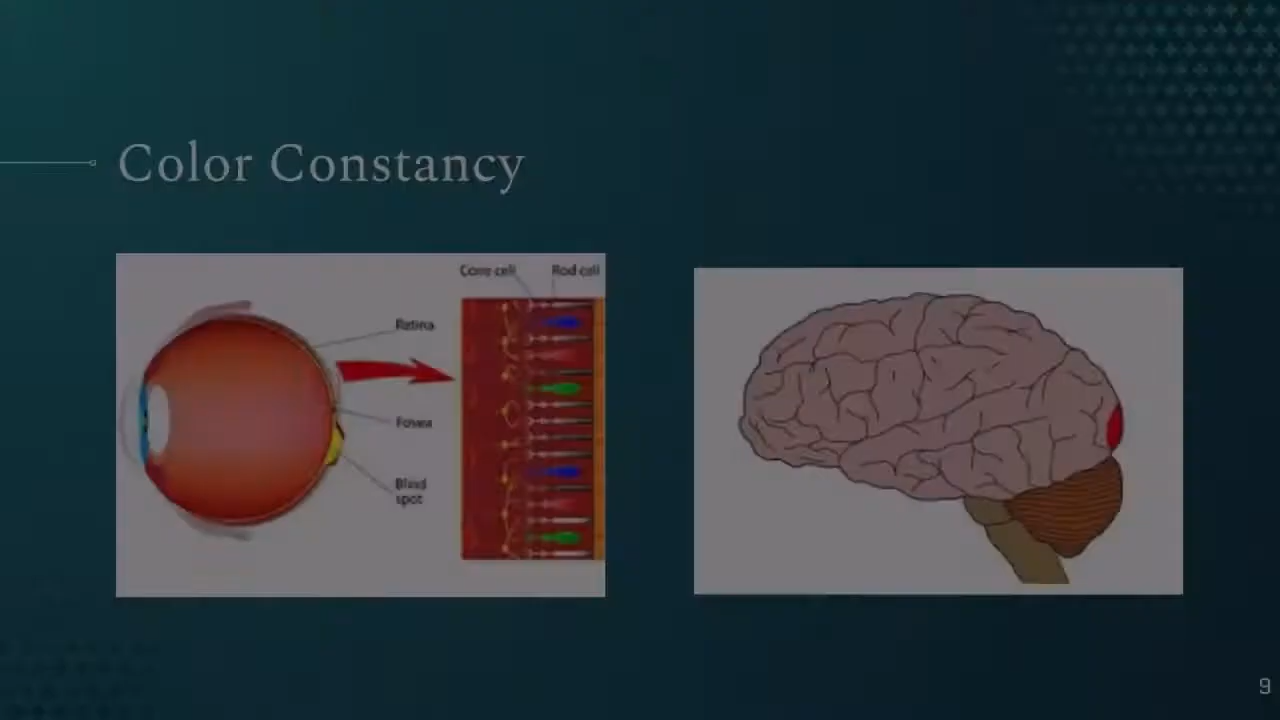 Color Constancy
Cone cell
Rod cell
Retina
Fovea
Blind
spot
9